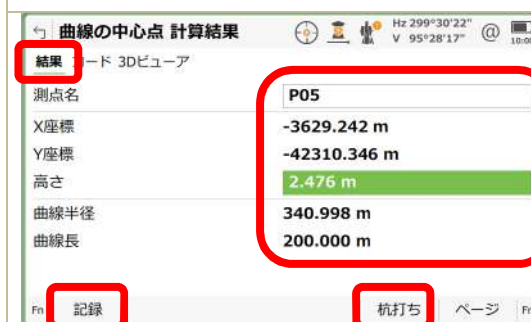 曲線の中心点 計算結果
Hz 299°30'22"
V 95°28'17"
@
10:00
結果 コード 3Dビューア
測点名 P05
X座標 -3629.242 m
Y座標 -42310.346 m
高さ 2.476 m
曲線半径 340.998 m
曲線長 200.000 m
Fn 記録 杭打ち ページ